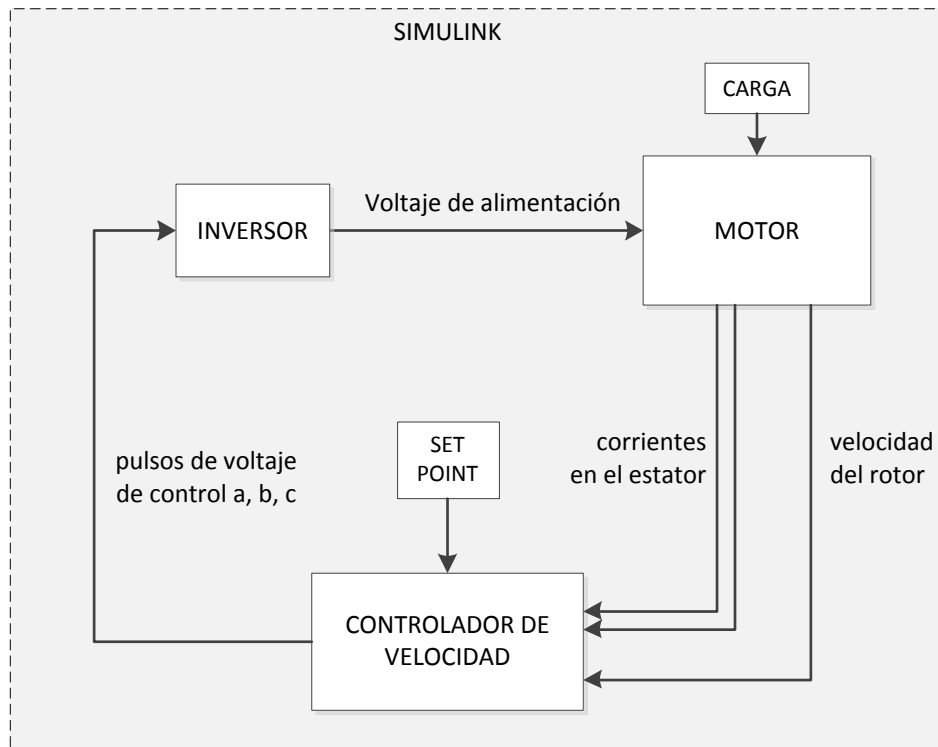 SIMULINK
CARGA
Voltaje de alimentación
INVERSOR
MOTOR
pulsos de voltaje
de control a, b, c
SET
POINT
corrientes
en el estator
velocidad
del rotor
CONTROLADOR DE
VELOCIDAD